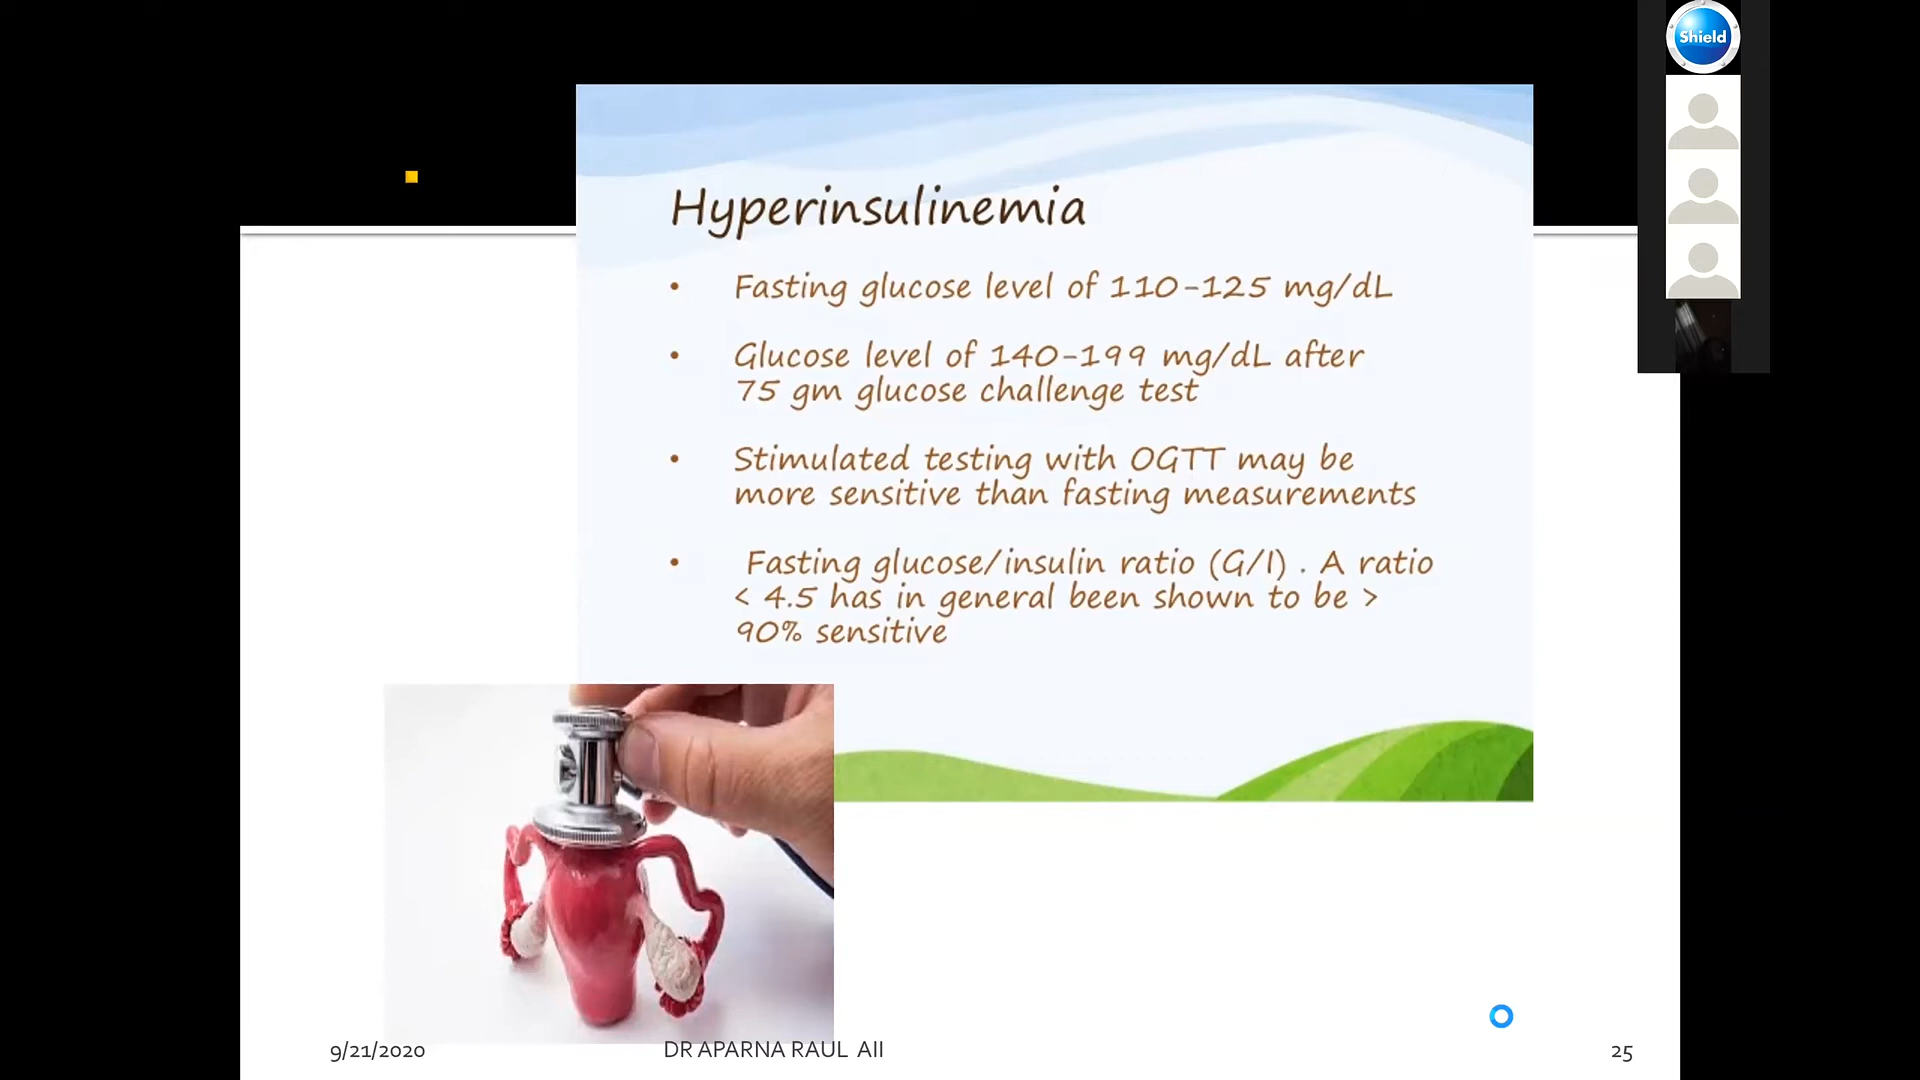 Shield
Hyperinsulinemia
• Fasting glucose level of 110-125 mg/dL
• Glucose level of 140-199 mg/dL after
75 gm glucose challenge test
• Stimulated testing with OGTT may be
more sensitive than fasting measurements
• Fasting glucose/insulin ratio (G/I) . A ratio
< 4.5 has in general been shown to be >
90% sensitive
9/21/2020
DR APARNA RAUL AII
25